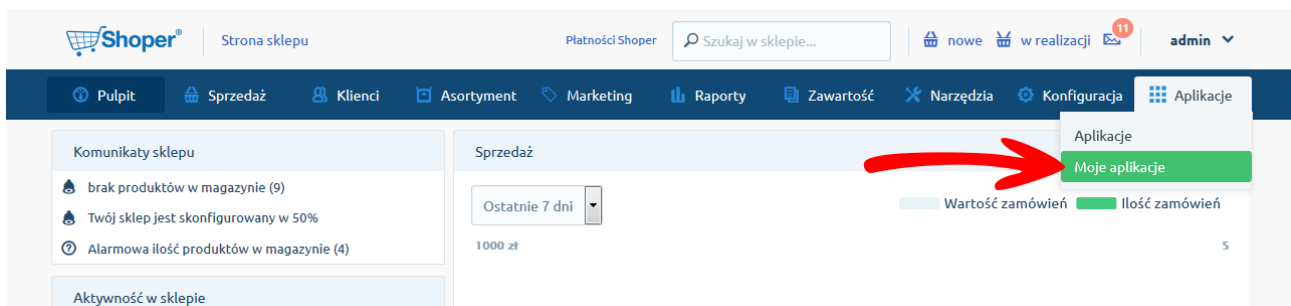 Shoper® Strona sklepu Płatności Shoper Szukaj w sklepie... nowe w realizacji 11 admin
Pulpit Sprzedaż Klienci Asortyment Marketing Raporty Zawartość Narzędzia Konfiguracja Aplikacje
Aplikacje
Moje aplikacje
Komunikaty sklepu
brak produktów w magazynie (9)
Twój sklep jest skonfigurowany w 50%
Alarmowa ilość produktów w magazynie (4)
Aktywność w sklepie
Sprzedaż
Ostatnie 7 dni
Wartość zamówień Ilość zamówień
1000 zł 5